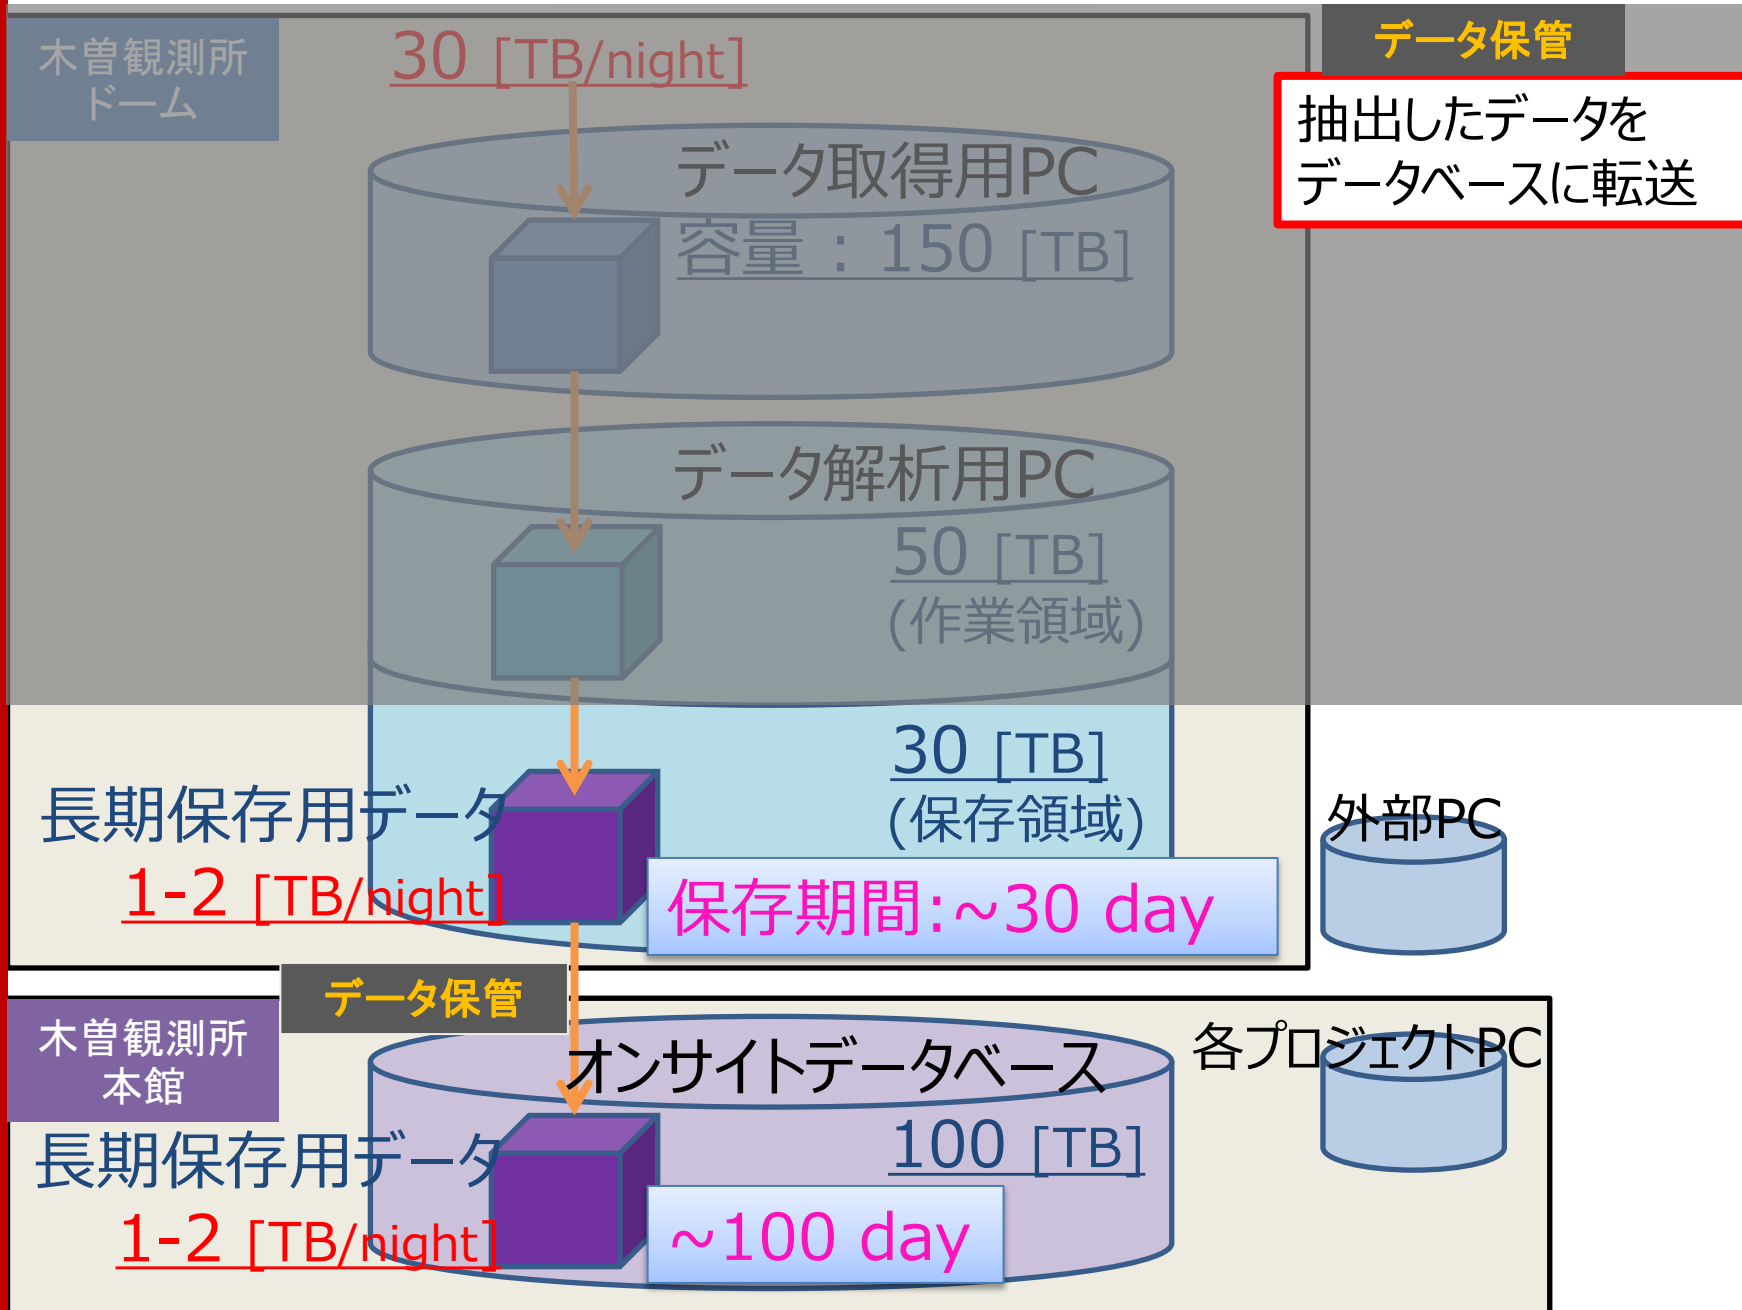 木曽観測所
ドーム
30 [TB/night]
データ保管
抽出したデータを
データベースに転送
データ取得用PC
容量：150 [TB]
データ解析用PC
50 [TB]
(作業領域)
30 [TB]
(保存領域)
長期保存用データ
1-2 [TB/night]
保存期間:~30 day
外部PC
データ保管
木曽観測所
本館
オンサイトデータベース
各プロジェクトPC
100 [TB]
長期保存用データ
1-2 [TB/night]
~100 day